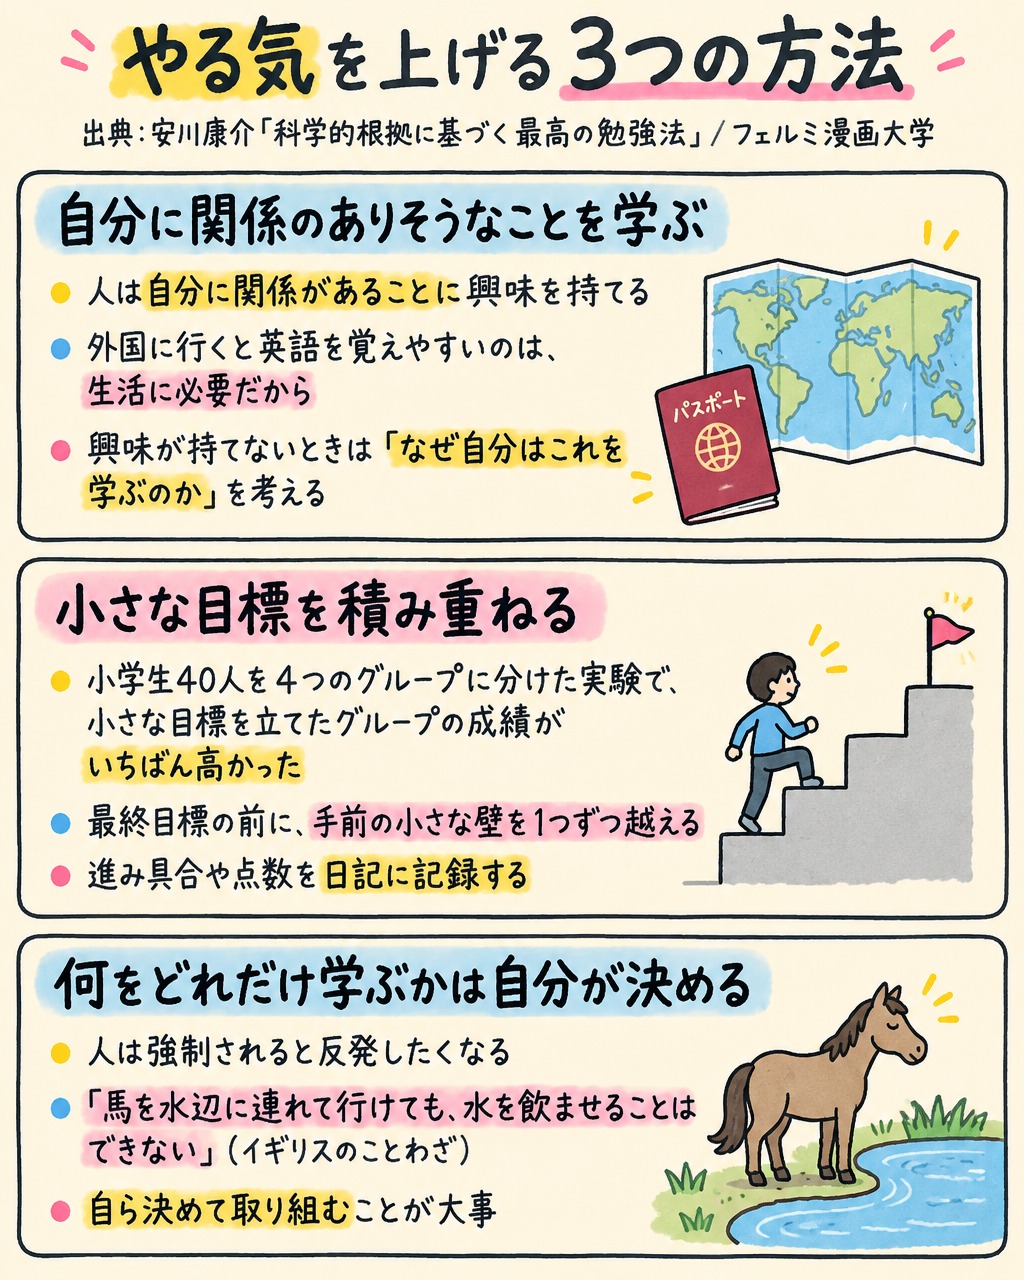 やる気を上げる3つの方法
出典：安川康介「科学的根拠に基づく最高の勉強法」/ フェルミ漫画大学
自分に関係のありそうなことを学ぶ
人は自分に関係があることに興味を持てる
外国に行くと英語を覚えやすいのは、
生活に必要だから
興味が持てないときは「なぜ自分はこれを
学ぶのか」を考える
パスポート
小さな目標を積み重ねる
小学生40人を4つのグループに分けた実験で、
小さな目標を立てたグループの成績が
いちばん高かった
最終目標の前に、手前の小さな壁を1つずつ越える
進み具合や点数を日記に記録する
何をどれだけ学ぶかは自分が決める
人は強制されると反発したくなる
「馬を水辺に連れて行けても、水を飲ませることは
できない」（イギリスのことわざ）
自ら決めて取り組むことが大事